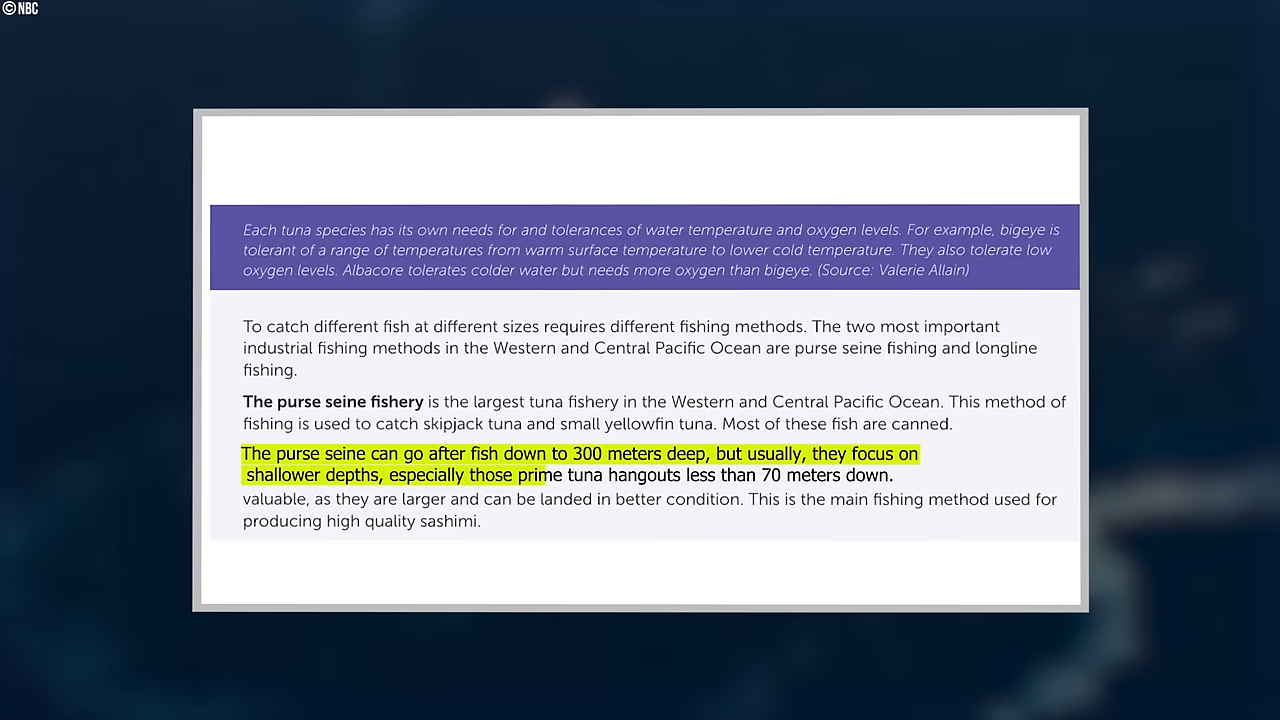 ©NBC
Each tuna species has its own needs for and tolerances of water temperature and oxygen levels. For example, bigeye is
tolerant of a range of temperatures from warm surface temperature to lower cold temperature. They also tolerate low
oxygen levels. Albacore tolerates colder water but needs more oxygen than bigeye. (Source: Valerie Allain)
To catch different fish at different sizes requires different fishing methods. The two most important
industrial fishing methods in the Western and Central Pacific Ocean are purse seine fishing and longline
fishing.
The purse seine fishery is the largest tuna fishery in the Western and Central Pacific Ocean. This method of
fishing is used to catch skipjack tuna and small yellowfin tuna. Most of these fish are canned.
The purse seine can go after fish down to 300 meters deep, but usually, they focus on
shallower depths, especially those prime tuna hangouts less than 70 meters down.
valuable, as they are larger and can be landed in better condition. This is the main fishing method used for
producing high quality sashimi.